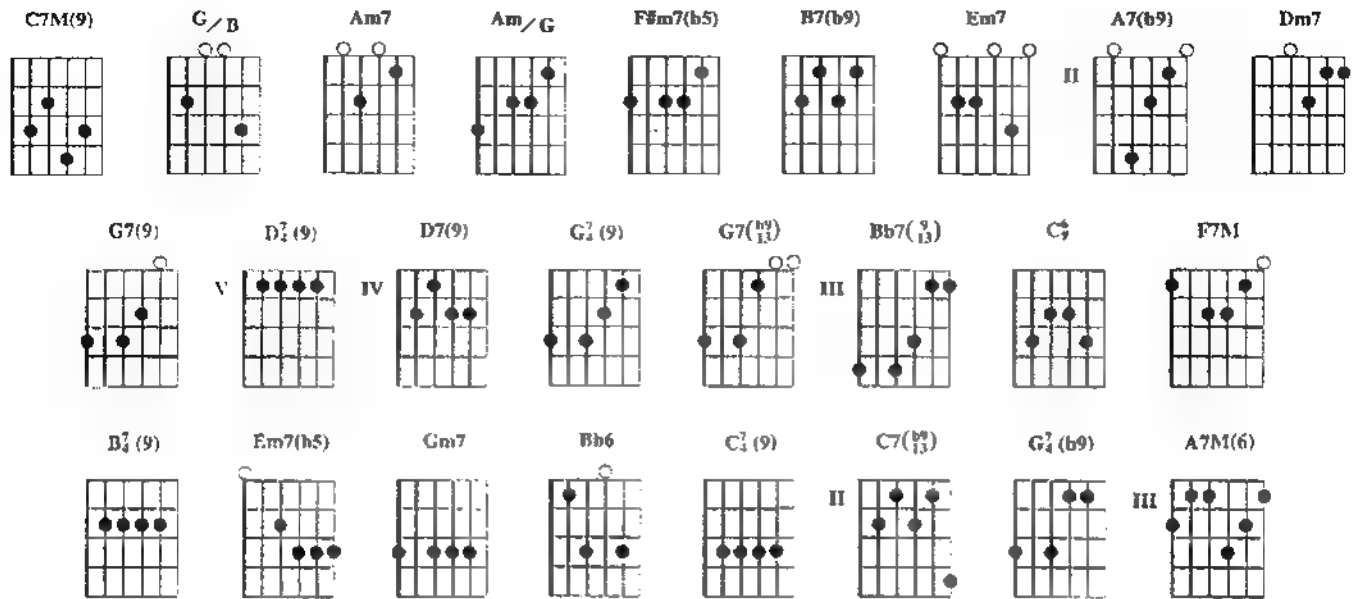 C7M(9) G/B Am7 Am/G F#m7(b5) B7(b9) Em7 A7(b9) Dm7
II
G7(9) D7/4(9) D7(9) G7/4(9) G7(b9/13) Bb7(9/13) C6/9 F7M
V IV III
B7/4(9) Em7(b5) Gm7 Bb6 C7/4(9) C7(b9/13) G7/4(b9) A7M(6)
II III